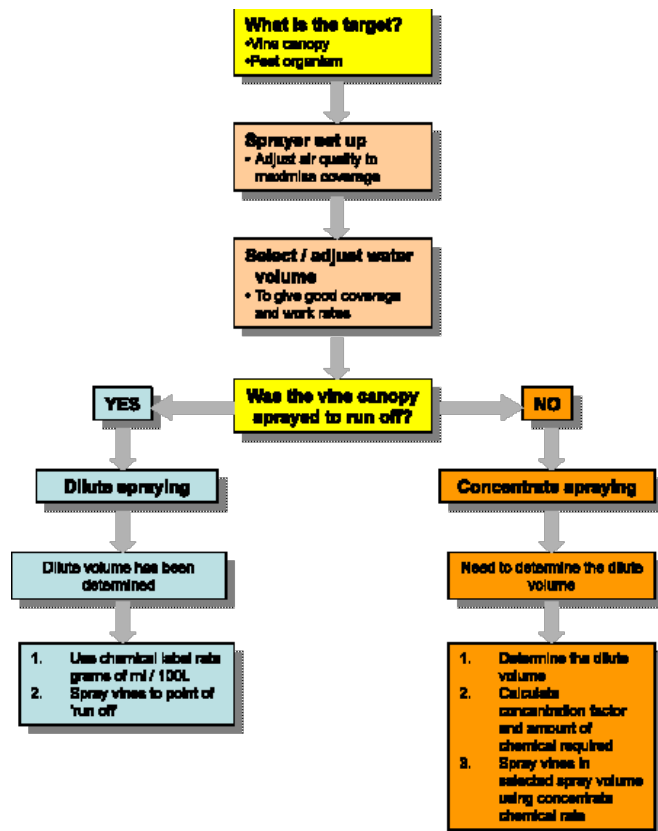 What is the target?
•Vine canopy
•Pest organism
Sprayer set up
• Adjust air quality to
maximise coverage
Select / adjust water
volume
• To give good coverage
and work rates
Was the vine canopy
sprayed to run off?
YES
NO
Dilute spraying
Concentrate spraying
Dilute volume has been
determined
Need to determine the dilute
volume
1. Use chemical label rate
grams of ml / 100L
2. Spray vines to point of
'run off'
1. Determine the dilute
volume
2. Calculate
concentration factor
and amount of
chemical required
3. Spray vines in
selected spray volume
using concentrate
chemical rate